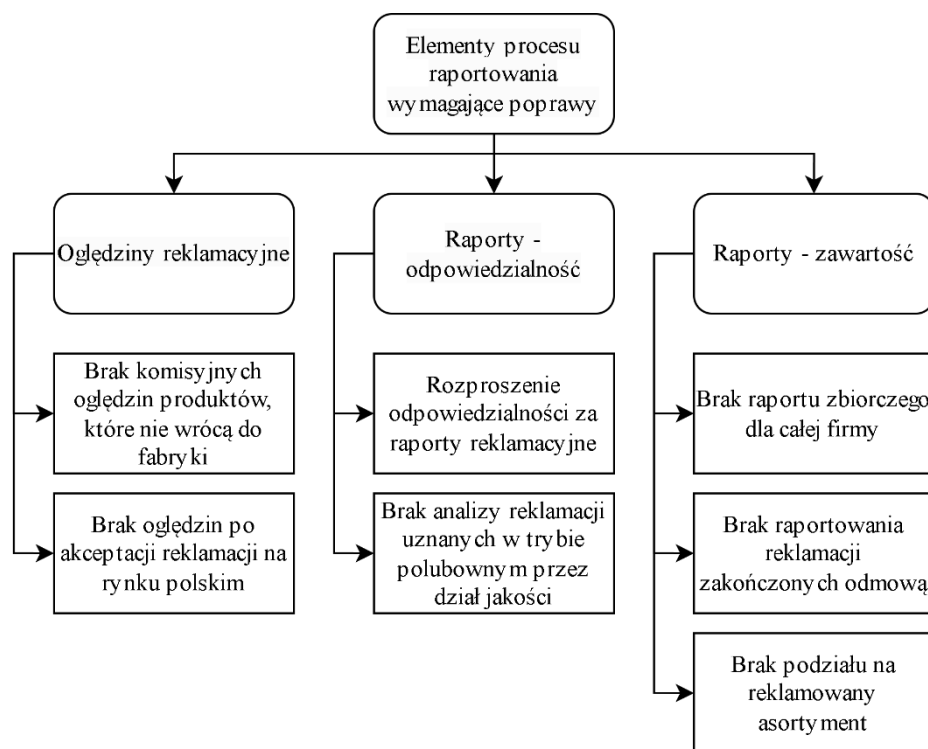 Elementy procesu
raportowania
wymagające poprawy
Oględziny reklamacyjne
Raporty -
odpowiedzialność
Raporty - zawartość
Brak komisyjnych
oględzin produktów,
które nie wrócą do
fabryki
Rozproszenie
odpowiedzialności za
raporty reklamacyjne
Brak raportu zbiorczego
dla całej firmy
Brak oględzin po
akceptacji reklamacji na
rynku polskim
Brak analizy reklamacji
uznanych w trybie
polubownym przez
dział jakości
Brak raportowania
reklamacji
zakończonych odmową
Brak podziału na
reklamowany
asortyment